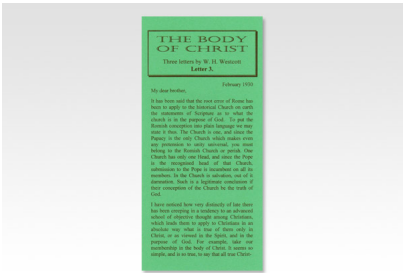 THE BODY
OF CHRIST
Three letters by W. H. Westcott
Letter 3.
February 1930
My dear brother,
It has been said that the root error of Rome has
been to apply to the historical Church on earth
the statements of Scripture as to what the
church is in the purpose of God. To put the
Romish conception into plain language we may
state it thus. The Church is one, and since the
Papacy is the only Church which makes even
any pretension to unity universal, you must
belong to the Romish Church or perish. One
Church has only one Head, and since the Pope
is the recognised head of that Church,
submission to the Pope is incumbent on all its
members. In the Church is salvation, out of it
damnation. Such is a legitimate conclusion if
their conception of the Church be the truth of
God.
I have noticed how very distinctly of late there
has been creeping in a tendency to an advanced
school of objective thought among Christians,
which leads them to apply to Christians in an
absolute way what is true of them only in
Christ, or as viewed in the Spirit, and in the
purpose of God. For example, take our
membership in the body of Christ. It seems so
simple, and is so true, to say that all true Christ-